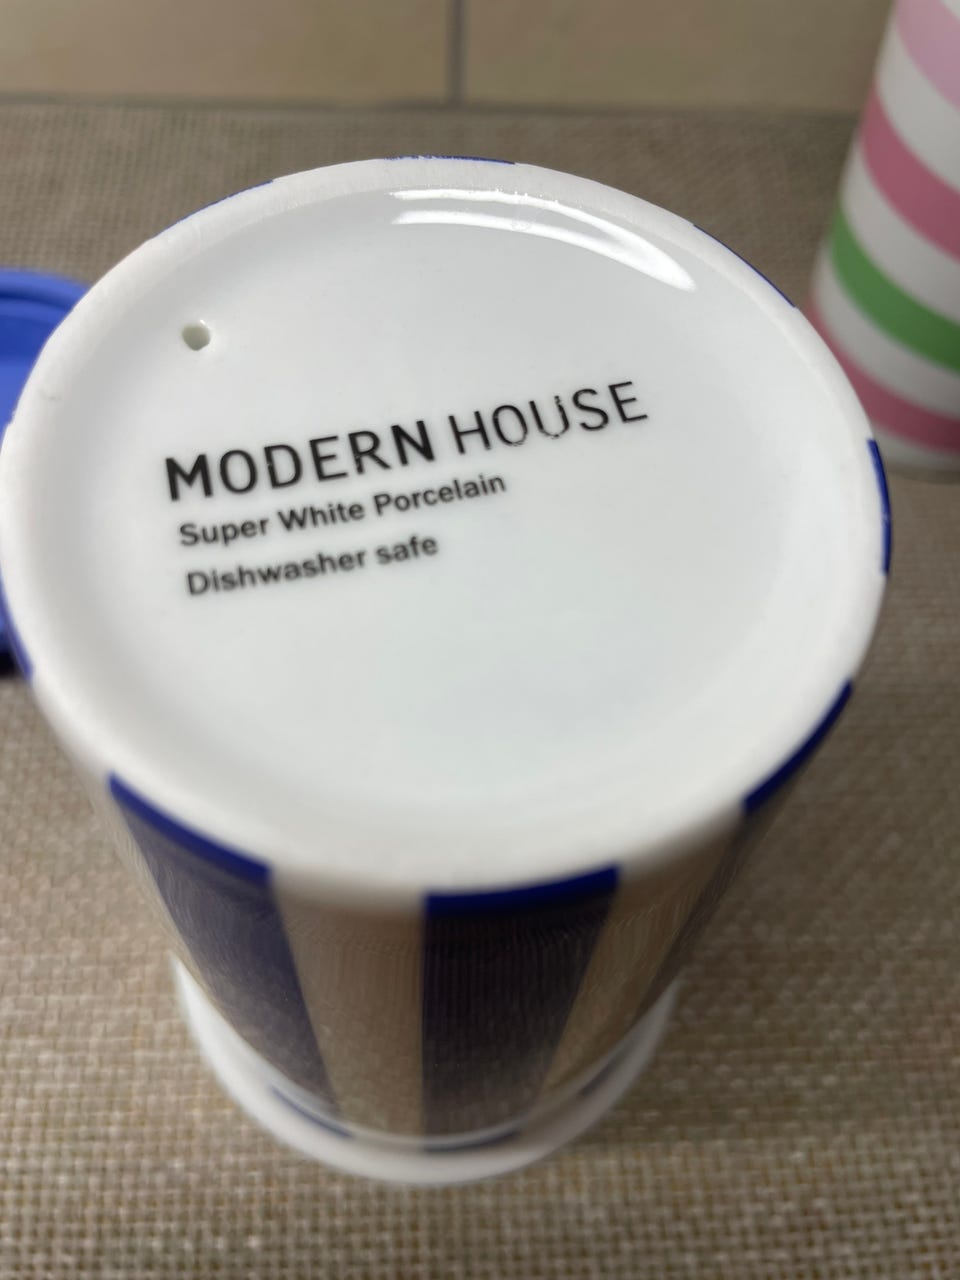 MODERN HOUSE
Super White Porcelain
Dishwasher safe